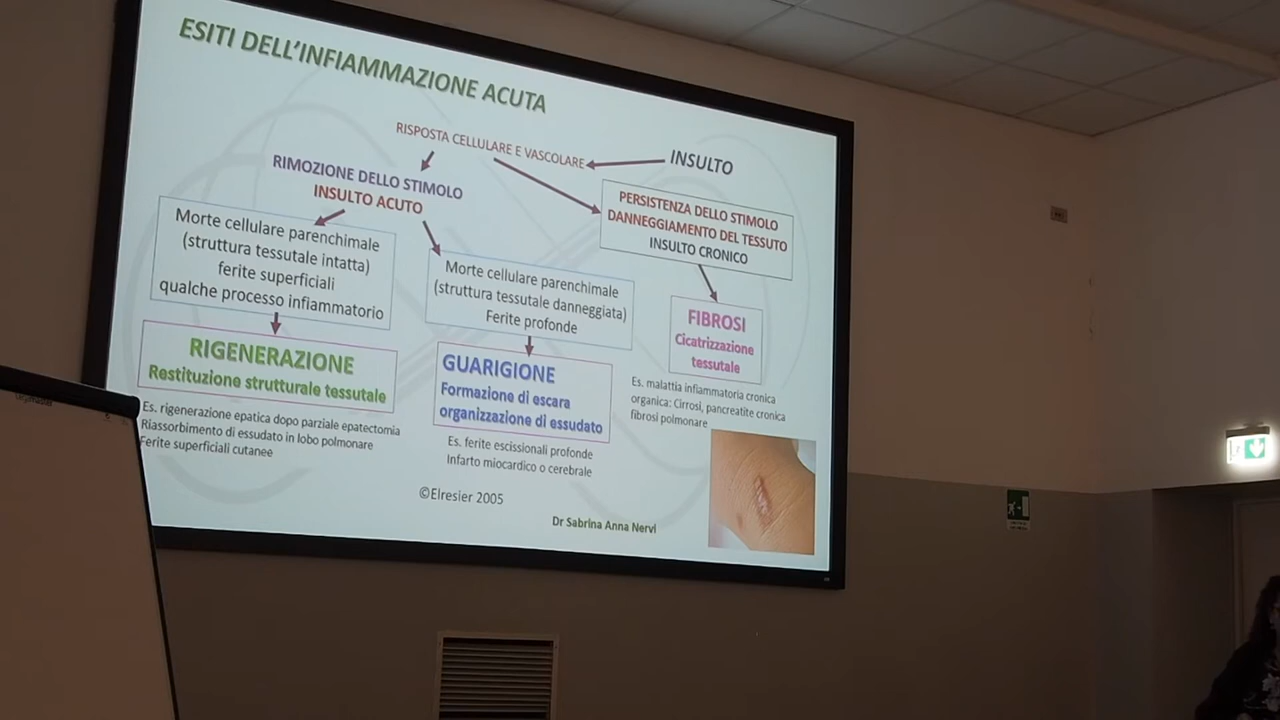 ESITI DELL'INFIAMMAZIONE ACUTA
RISPOSTA CELLULARE E VASCOLARE
INSULTO
RIMOZIONE DELLO STIMOLO
INSULTO ACUTO
PERSISTENZA DELLO STIMOLO
DANNEGGIAMENTO DEL TESSUTO
INSULTO CRONICO
Morte cellulare parenchimale
(struttura tessutale intatta)
ferite superficiali
qualche processo infiammatorio
Morte cellulare parenchimale
(struttura tessutale danneggiata)
Ferite profonde
FIBROSI
Cicatrizzazione
tessutale
RIGENERAZIONE
Restituzione strutturale tessutale
GUARIGIONE
Formazione di escara
organizzazione di essudato
Es. malattia infiammatoria cronica
organica: Cirrosi, pancreatite cronica
fibrosi polmonare
Es. rigenerazione epatica dopo parziale epatectomia
Riassorbimento di essudato in lobo polmonare
Ferite superficiali cutanee
Es. ferite escissionali profonde
Infarto miocardico o cerebrale
©Elresier 2005
Dr Sabrina Anna Nervi